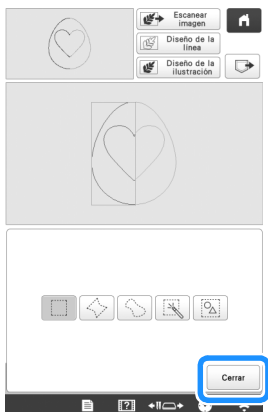 Escanear
imagen
Diseño de la
línea
Diseño de la
ilustración
Cerrar